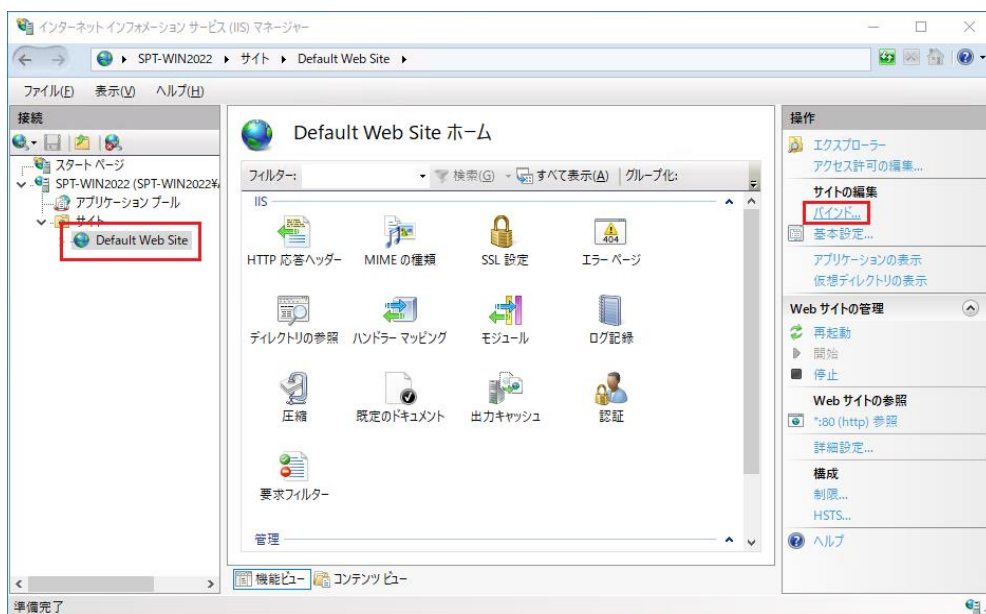 インターネット インフォメーション サービス (IIS) マネージャー
SPT-WIN2022 サイト Default Web Site
ファイル(F) 表示(V) ヘルプ(H)
接続
スタート ページ
SPT-WIN2022 (SPT-WIN2022¥
アプリケーション プール
サイト
Default Web Site
Default Web Site ホーム
フィルター: 検索(G) すべて表示(A) グループ化:
IIS
HTTP 応答ヘッダー MIME の種類 SSL 設定 エラー ページ
404
ディレクトリの参照 ハンドラー マッピング モジュール ログ記録
圧縮 既定のドキュメント 出力キャッシュ 認証
要求フィルター
管理
機能ビュー コンテンツ ビュー
操作
エクスプローラー
アクセス許可の編集...
サイトの編集
バインド...
基本設定...
アプリケーションの表示
仮想ディレクトリの表示
Web サイトの管理
再起動
開始
停止
Web サイトの参照
*:80 (http) 参照
詳細設定...
構成
制限...
HSTS...
ヘルプ
準備完了